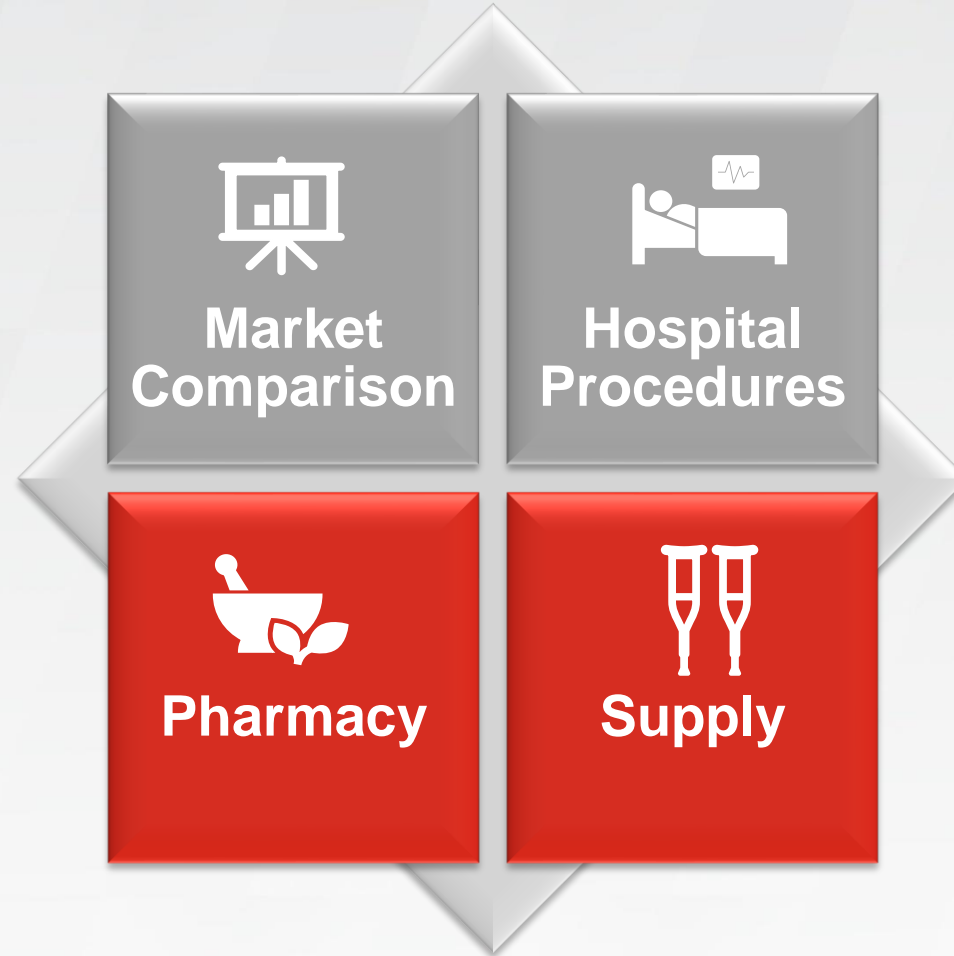 Market
Comparison
Hospital
Procedures
Pharmacy
Supply